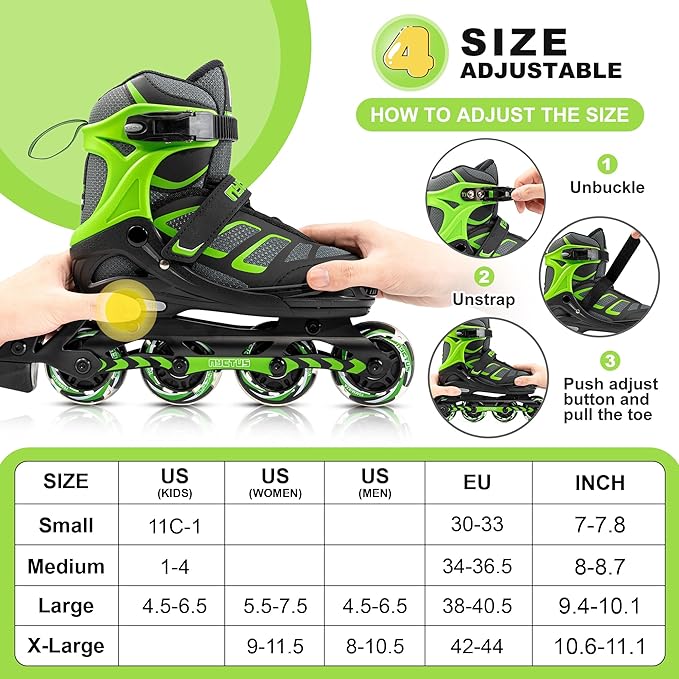 4 SIZE
ADJUSTABLE
HOW TO ADJUST THE SIZE
1
Unbuckle
2
Unstrap
3
Push adjust
button and
pull the toe
NYCTUS
SIZE US (KIDS) US (WOMEN) US (MEN) EU INCH
Small 11C-1 30-33 7-7.8
Medium 1-4 34-36.5 8-8.7
Large 4.5-6.5 5.5-7.5 4.5-6.5 38-40.5 9.4-10.1
X-Large 9-11.5 8-10.5 42-44 10.6-11.1